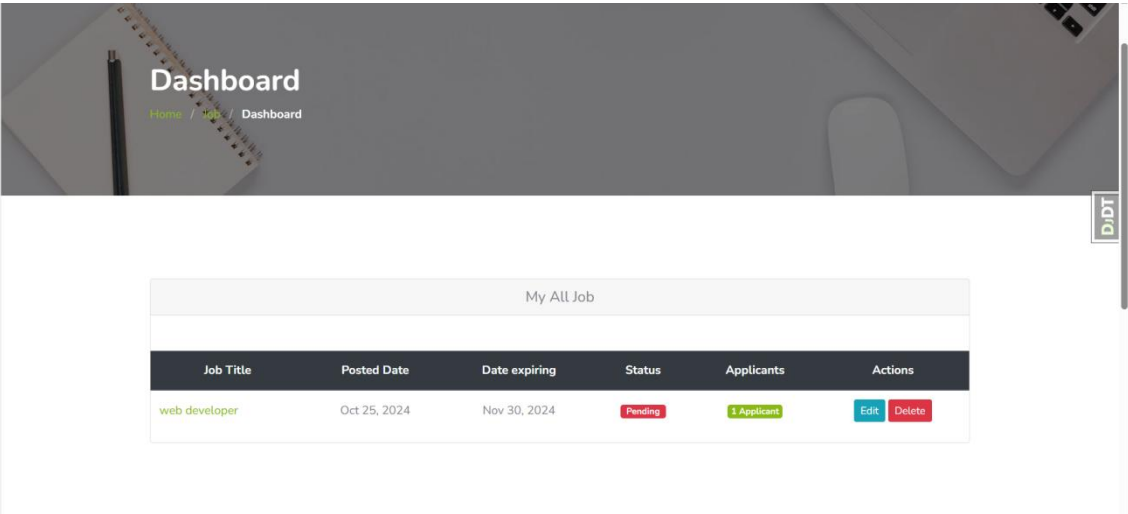 Dashboard
Home / Job / Dashboard
DJDT
My All Job
Job Title Posted Date Date expiring Status Applicants Actions
web developer Oct 25, 2024 Nov 30, 2024 Pending 1 Applicant Edit Delete